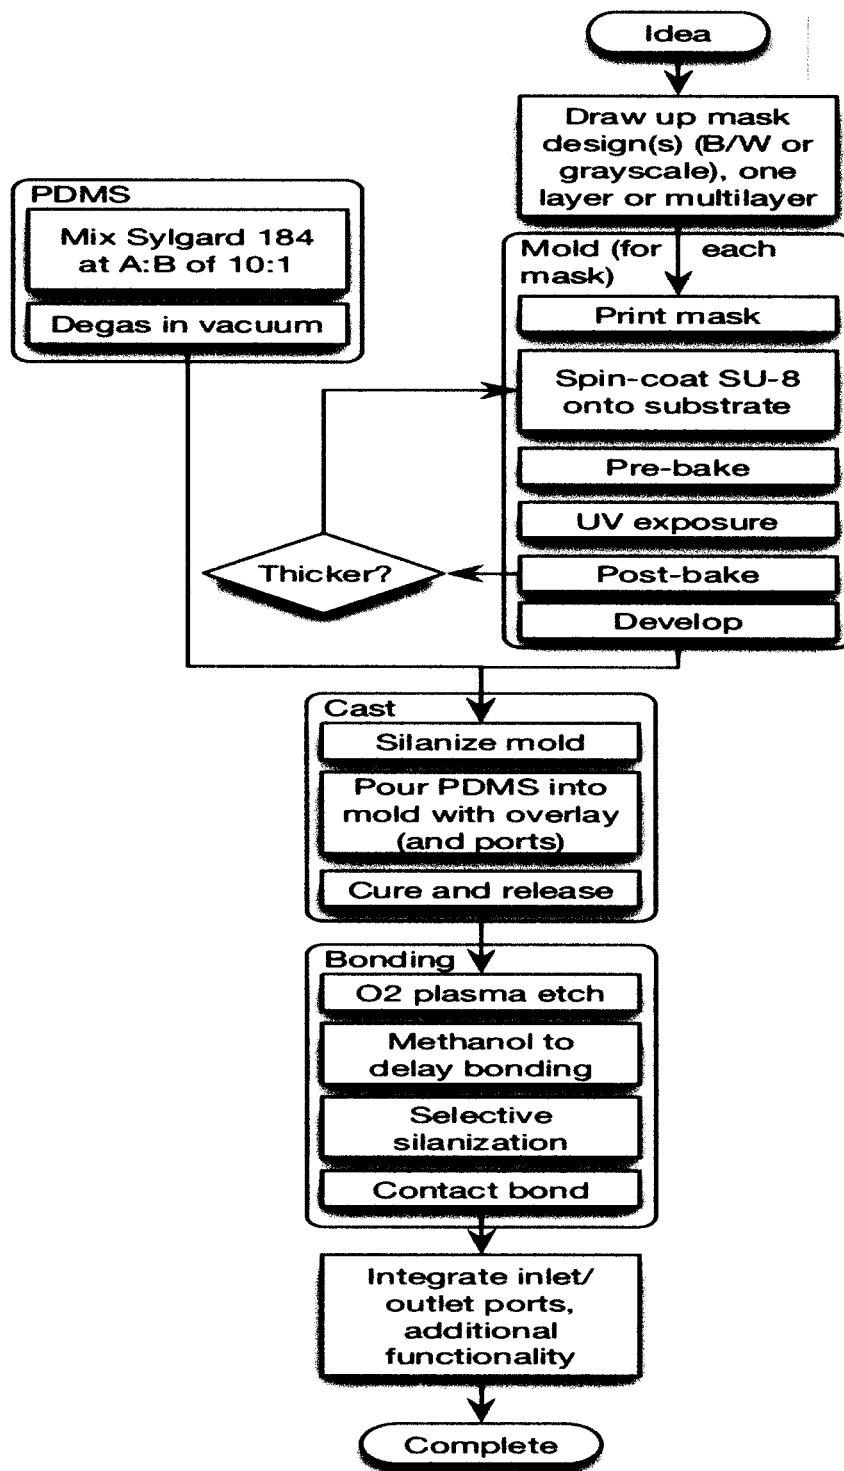 Idea
Draw up mask
design(s) (B/W or
grayscale), one
layer or multilayer
PDMS
Mix Sylgard 184
at A:B of 10:1
Degas in vacuum
Mold (for each
mask)
Print mask
Spin-coat SU-8
onto substrate
Pre-bake
UV exposure
Post-bake
Thicker?
Develop
Cast
Silanize mold
Pour PDMS into
mold with overlay
(and ports)
Cure and release
Bonding
O2 plasma etch
Methanol to
delay bonding
Selective
silanization
Contact bond
Integrate inlet/
outlet ports,
additional
functionality
Complete